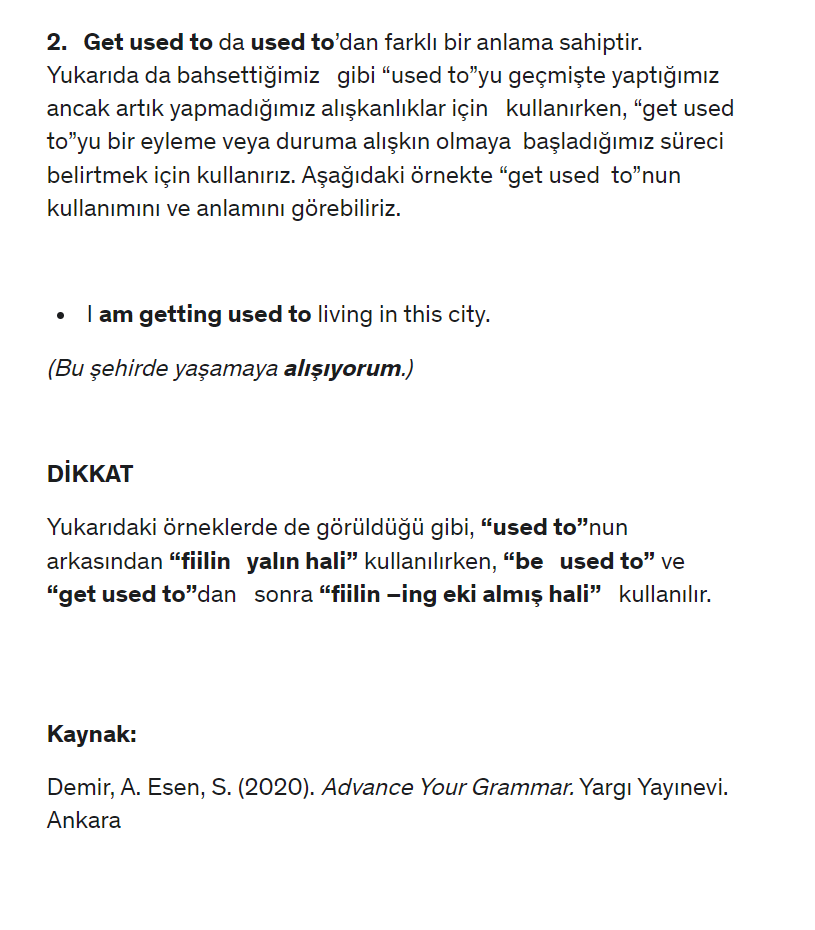 2. Get used to da used to’dan farklı bir anlama sahiptir.
Yukarıda da bahsettiğimiz gibi “used to”yu geçmişte yaptığımız
ancak artık yapmadığımız alışkanlıklar için kullanırken, “get used
to”yu bir eyleme veya duruma alışkın olmaya başladığımız süreci
belirtmek için kullanırız. Aşağıdaki örnekte “get used to”nun
kullanımını ve anlamını görebiliriz.
• I am getting used to living in this city.
(Bu şehirde yaşamaya alışıyorum.)
DİKKAT
Yukarıdaki örneklerde de görüldüğü gibi, “used to”nun
arkasından “fiilin yalın hali” kullanılırken, “be used to” ve
“get used to”dan sonra “fiilin –ing eki almış hali” kullanılır.
Kaynak:
Demir, A. Esen, S. (2020). Advance Your Grammar. Yargı Yayınevi.
Ankara